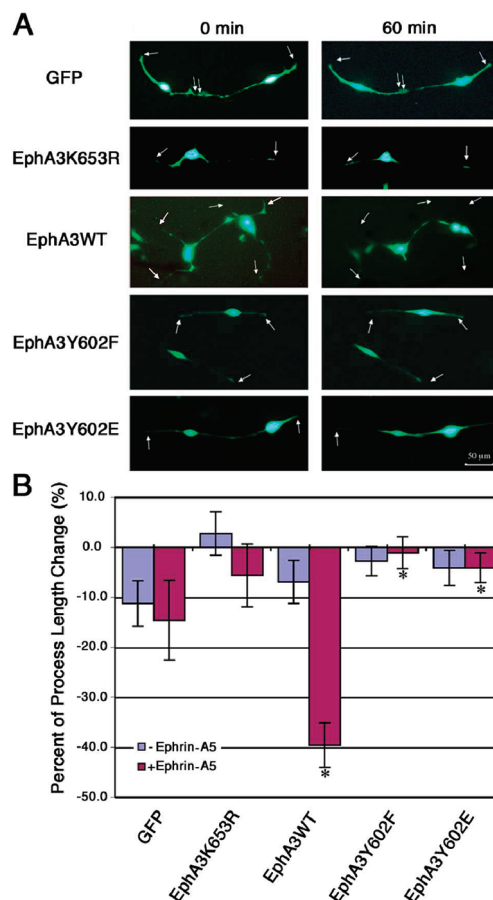 A
0 min 60 min
GFP
EphA3K653R
EphA3WT
EphA3Y602F
EphA3Y602E
50 µm
B
Percent of Process Length Change (%)
10.0
0.0
-10.0
-20.0
-30.0
-40.0
-50.0
- Ephrin-A5
+Ephrin-A5
* * * 
GFP
EphA3K653R
EphA3WT
EphA3Y602F
EphA3Y602E